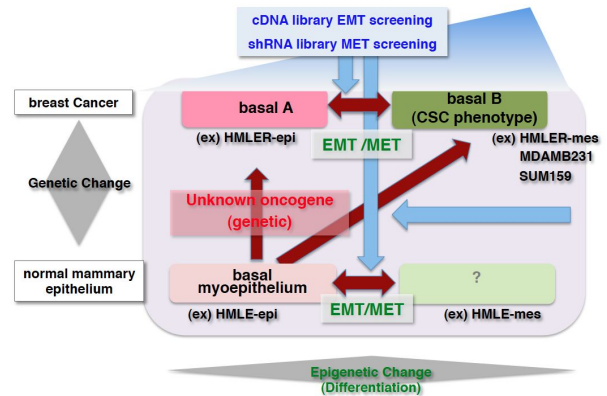 cDNA library EMT screening
shRNA library MET screening
breast Cancer
basal A
basal B
(CSC phenotype)
(ex) HMLER-epi
EMT /MET
(ex) HMLER-mes
MDAMB231
SUM159
Genetic Change
Unknown oncogene
(genetic)
normal mammary
epithelium
basal
myoepithelium
?
EMT/MET
(ex) HMLE-epi
(ex) HMLE-mes
Epigenetic Change
(Differentiation)